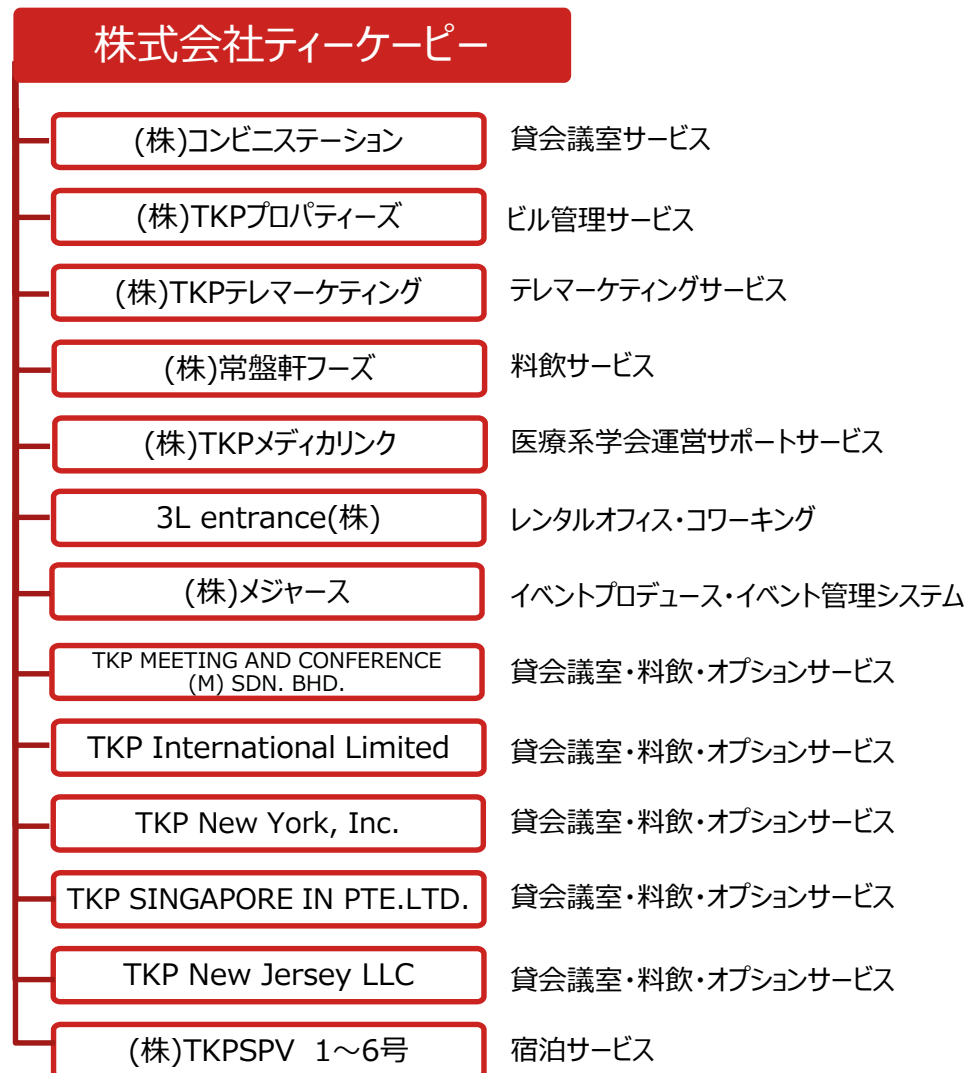 株式会社ティーケーピー
(株)コンビニステーション 貸会議室サービス
(株)TKPプロパティーズ ビル管理サービス
(株)TKPテレマーケティング テレマーケティングサービス
(株)常盤軒フーズ 料飲サービス
(株)TKPメディカリンク 医療系学会運営サポートサービス
3L entrance(株) レンタルオフィス・コワーキング
(株)メジャース イベントプロデュース・イベント管理システム
TKP MEETING AND CONFERENCE
(M) SDN. BHD. 貸会議室・料飲・オプションサービス
TKP International Limited 貸会議室・料飲・オプションサービス
TKP New York, Inc. 貸会議室・料飲・オプションサービス
TKP SINGAPORE IN PTE.LTD. 貸会議室・料飲・オプションサービス
TKP New Jersey LLC 貸会議室・料飲・オプションサービス
(株)TKPSPV 1～6号 宿泊サービス